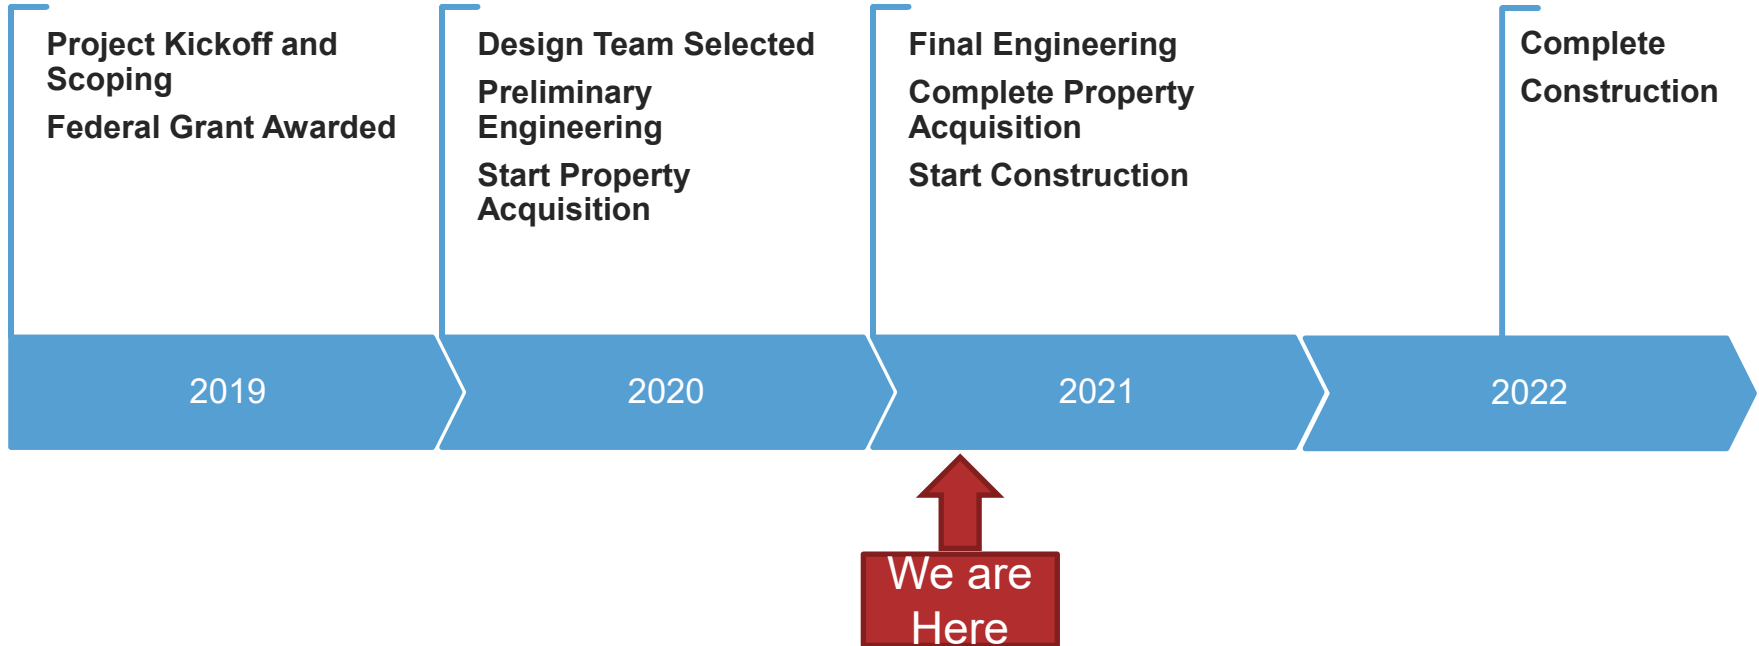 Project Kickoff and
Scoping
Federal Grant Awarded
Design Team Selected
Preliminary
Engineering
Start Property
Acquisition
Final Engineering
Complete Property
Acquisition
Start Construction
Complete
Construction
2019
2020
2021
2022
We are
Here